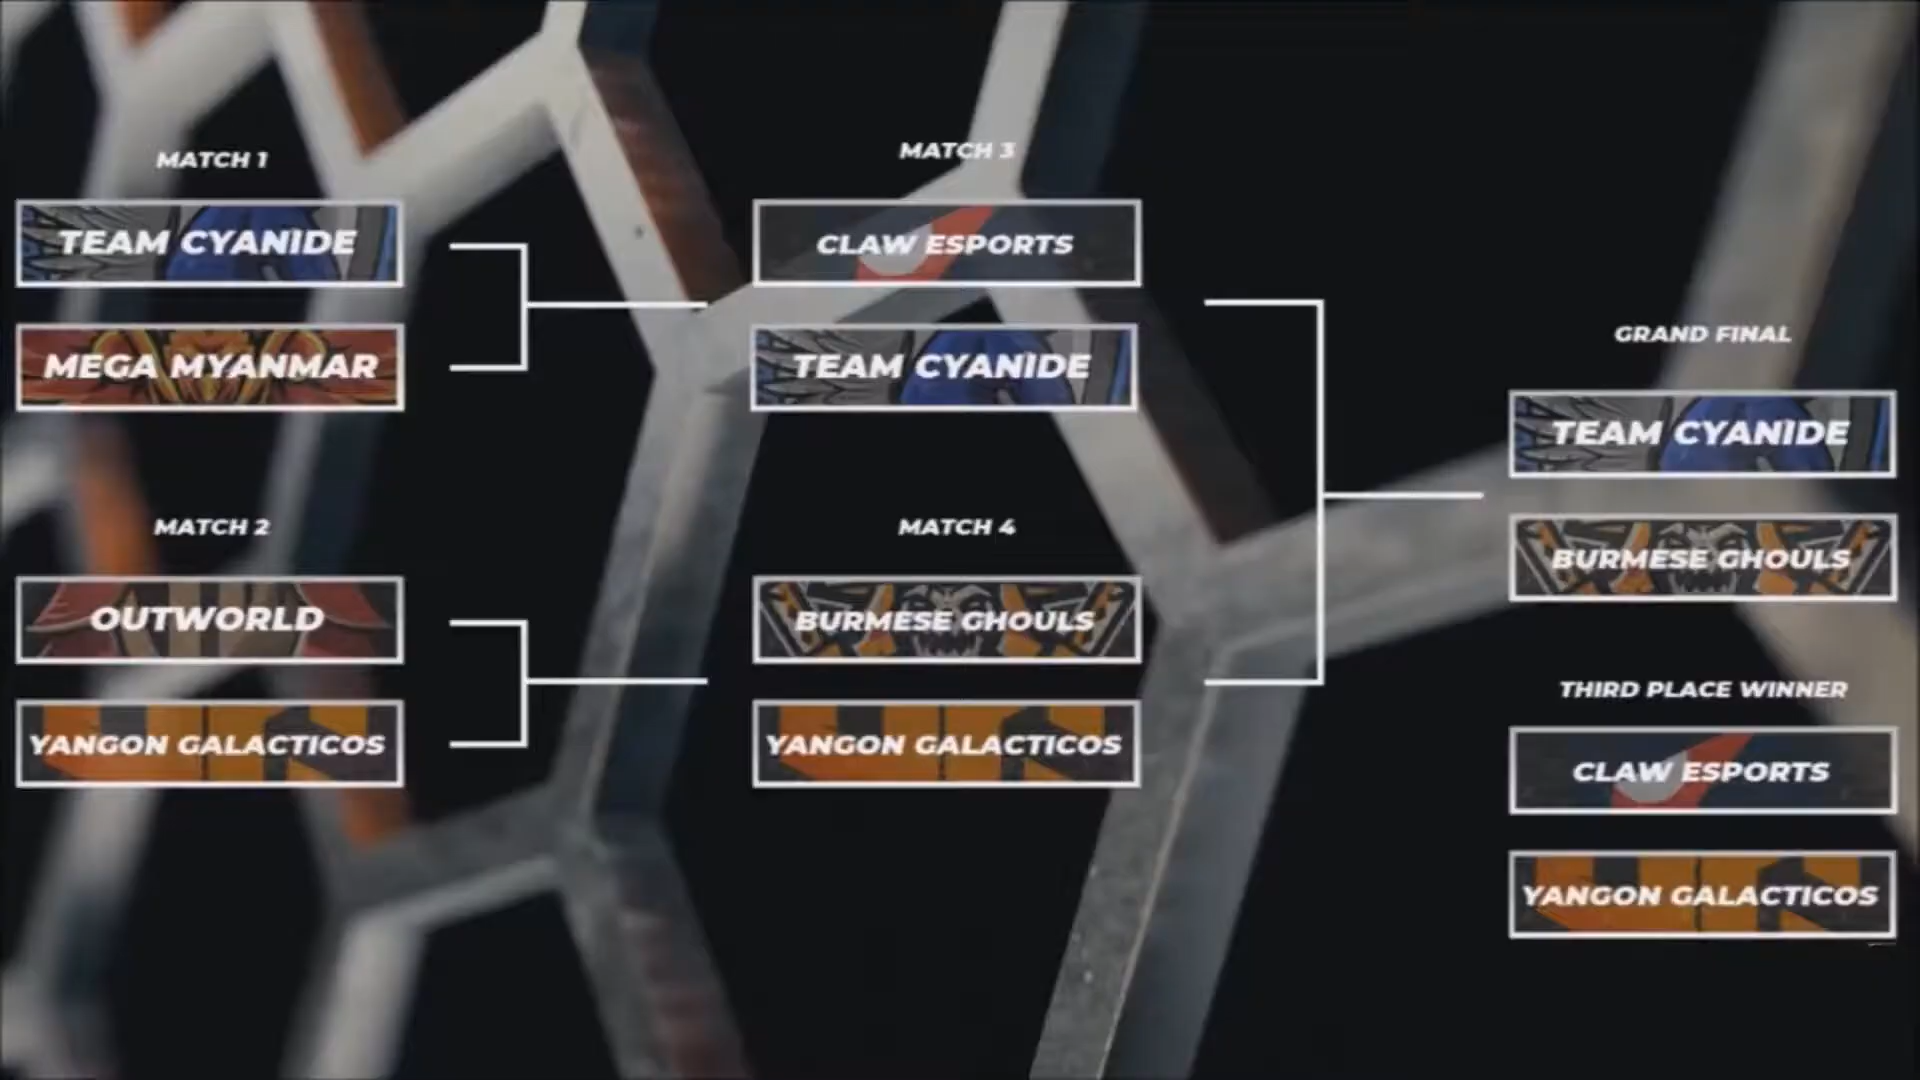 MATCH 1
TEAM CYANIDE
MEGA MYANMAR
MATCH 2
OUTWORLD
YANGON GALACTICOS
MATCH 3
CLAW ESPORTS
TEAM CYANIDE
MATCH 4
BURMESE GHOULS
YANGON GALACTICOS
GRAND FINAL
TEAM CYANIDE
BURMESE GHOULS
THIRD PLACE WINNER
CLAW ESPORTS
YANGON GALACTICOS